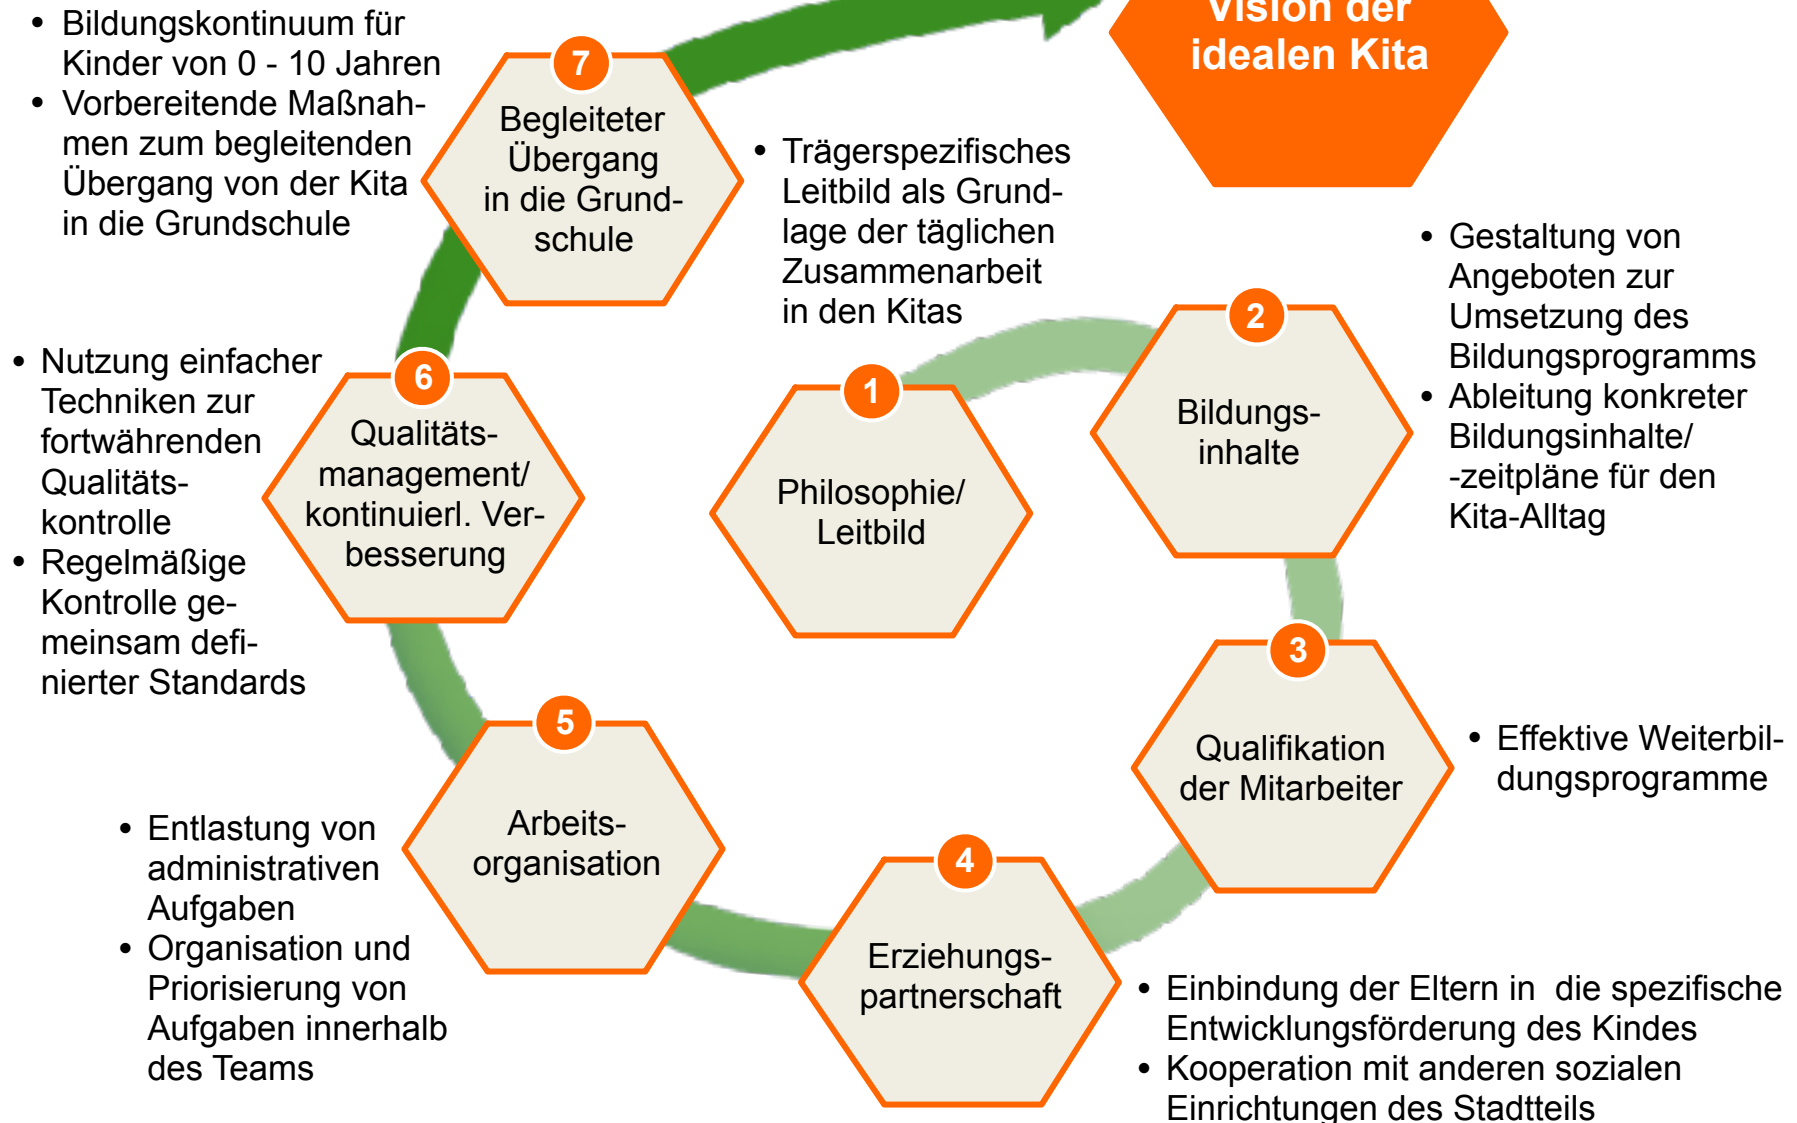 Vision der
idealen Kita
• Bildungskontinuum für
Kinder von 0 - 10 Jahren
• Vorbereitende Maßnah-
men zum begleitenden
Übergang von der Kita
in die Grundschule
7
Begleiteter
Übergang
in die Grund-
schule
• Trägerspezifisches
Leitbild als Grund-
lage der täglichen
Zusammenarbeit
in den Kitas
1
Philosophie/
Leitbild
2
Bildungs-
inhalte
• Gestaltung von
Angeboten zur
Umsetzung des
Bildungsprogramms
• Ableitung konkreter
Bildungsinhalte/
-zeitpläne für den
Kita-Alltag
• Nutzung einfacher
Techniken zur
fortwährenden
Qualitäts-
kontrolle
• Regelmäßige
Kontrolle ge-
meinsam defi-
nierter Standards
6
Qualitäts-
management/
kontinuierl. Ver-
besserung
3
Qualifikation
der Mitarbeiter
• Effektive Weiterbil-
dungsprogramme
• Entlastung von
administrativen
Aufgaben
• Organisation und
Priorisierung von
Aufgaben innerhalb
des Teams
5
Arbeits-
organisation
4
Erziehungs-
partnerschaft
• Einbindung der Eltern in  die spezifische
Entwicklungsförderung des Kindes
• Kooperation mit anderen sozialen
Einrichtungen des Stadtteils